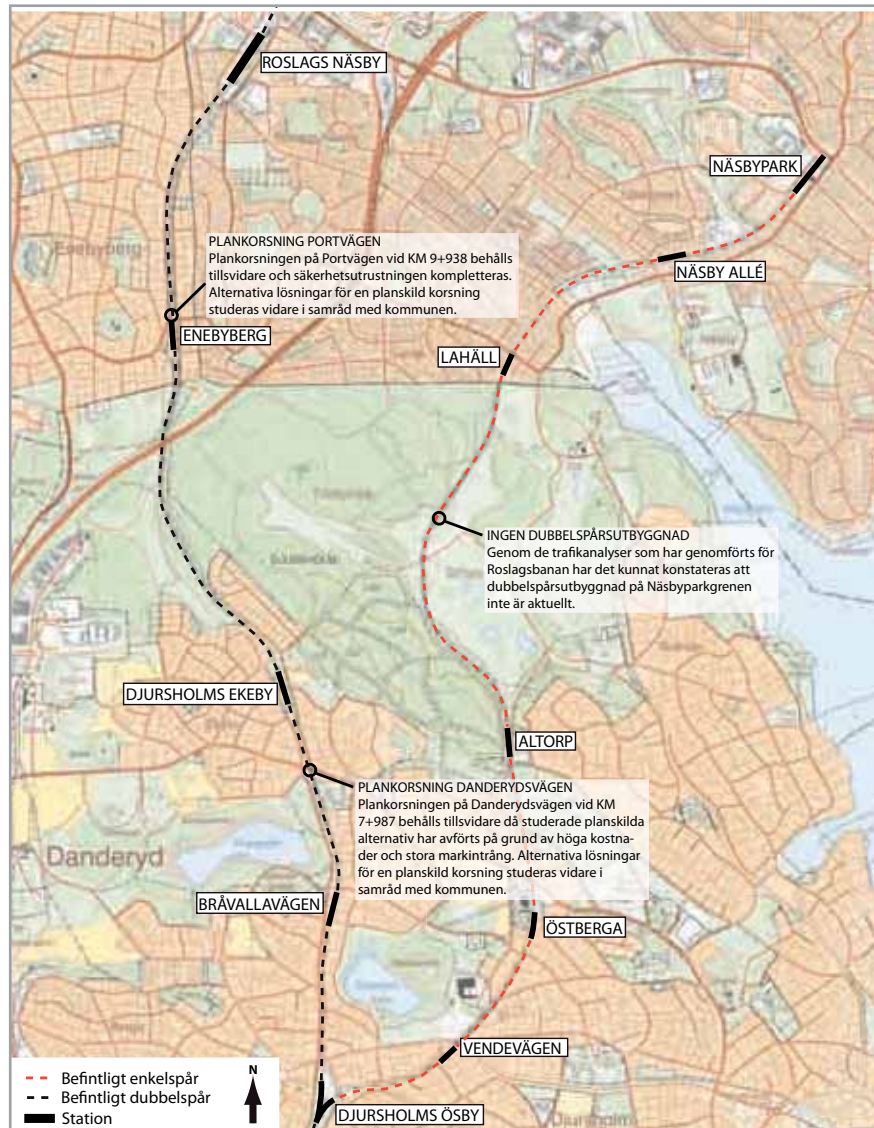 ROSLAGS NÄSBY
NÄSBYPARK
PLANKORSNING PORTVÄGEN
Plankorsningen på Portvägen vid KM 9+938 behålls
tillsvidare och säkerhetsutrustningen kompletteras.
Alternativa lösningar för en planskild korsning
studeras vidare i samråd med kommunen.
Enebyberg
NÄSBY ALLÉ
ENEBYBERG
LAHÄLL
INGEN DUBBELSPÅRSUTBYGGNAD
Genom de trafikanalyser som har genomförts för
Roslagsbanan har det kunnat konstateras att
dubbelspårsutbyggnad på Näsbyparkgrenen
inte är aktuellt.
DJURSHOLMS EKEBY
ALTORP
PLANKORSNING DANDERYDSVÄGEN
Plankorsningen på Danderydsvägen vid KM
7+987 behålls tillsvidare då studerade planskilda
alternativ har avförts på grund av höga kostna-
der och stora markintrång. Alternativa lösningar
för en planskild korsning studeras vidare i
samråd med kommunen.
Danderyd
BRÅVALLAVÄGEN
ÖSTBERGA
VENDEVÄGEN
DJURSHOLMS ÖSBY
Djursholm
Befintligt enkelspår
Befintligt dubbelspår
Station
N